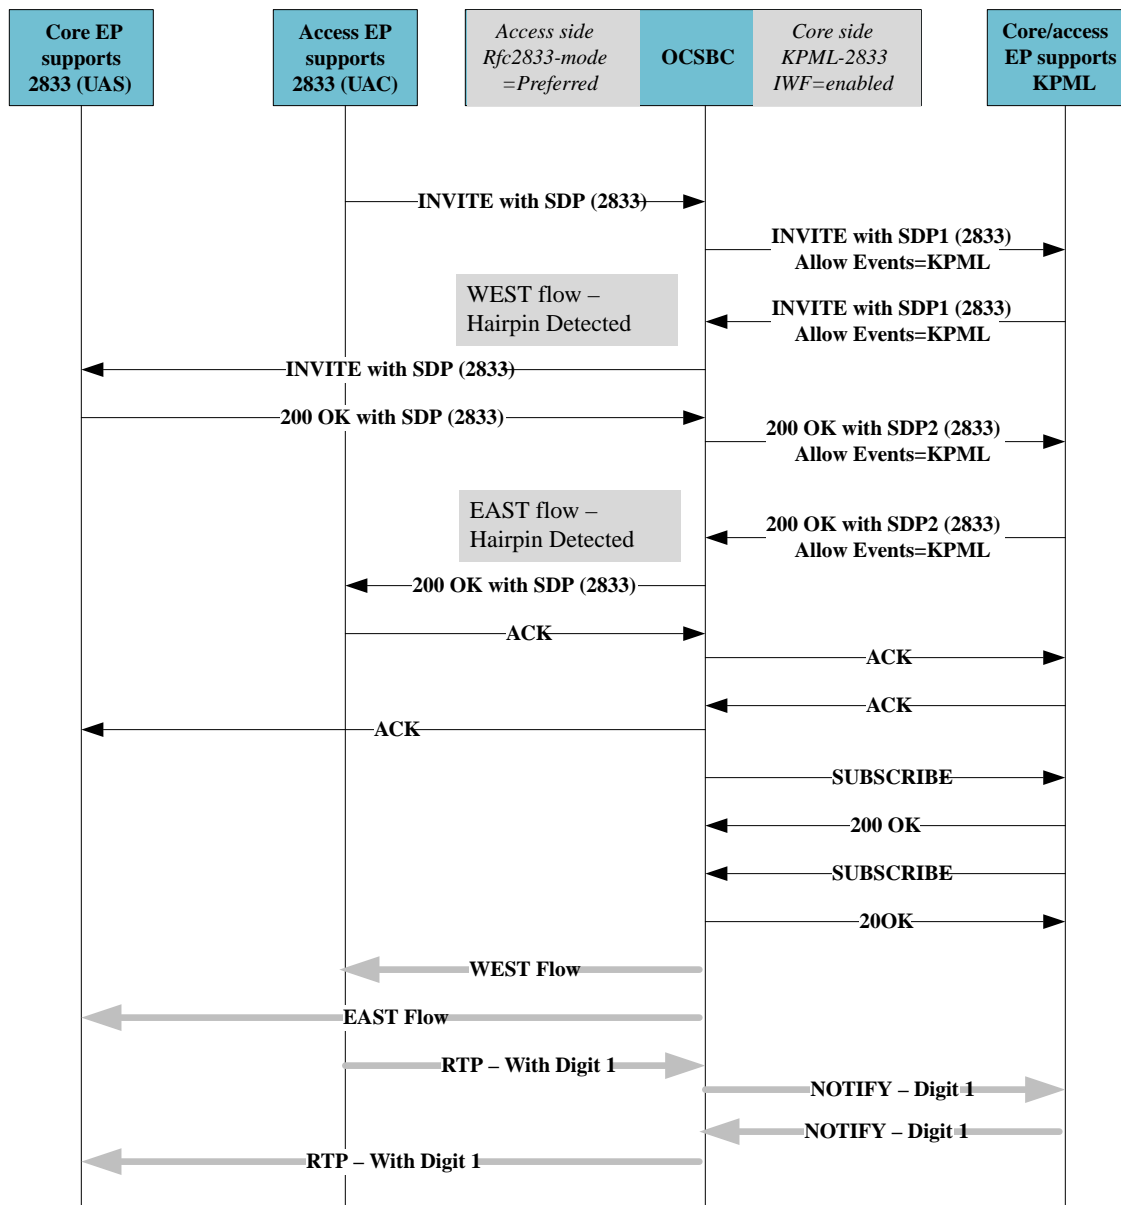 Core EP
supports
2833 (UAS)
Access EP
supports
2833 (UAC)
Access side
Rfc2833-mode
=Preferred
OCSBC
Core side
KPML-2833
IWF=enabled
Core/access
EP supports
KPML
INVITE with SDP (2833)
INVITE with SDP1 (2833)
Allow Events=KPML
WEST flow –
Hairpin Detected
INVITE with SDP1 (2833)
Allow Events=KPML
INVITE with SDP (2833)
200 OK with SDP (2833)
200 OK with SDP2 (2833)
Allow Events=KPML
EAST flow –
Hairpin Detected
200 OK with SDP2 (2833)
Allow Events=KPML
200 OK with SDP (2833)
ACK
ACK
ACK
ACK
SUBSCRIBE
200 OK
SUBSCRIBE
20OK
WEST Flow
EAST Flow
RTP – With Digit 1
NOTIFY – Digit 1
NOTIFY – Digit 1
RTP – With Digit 1